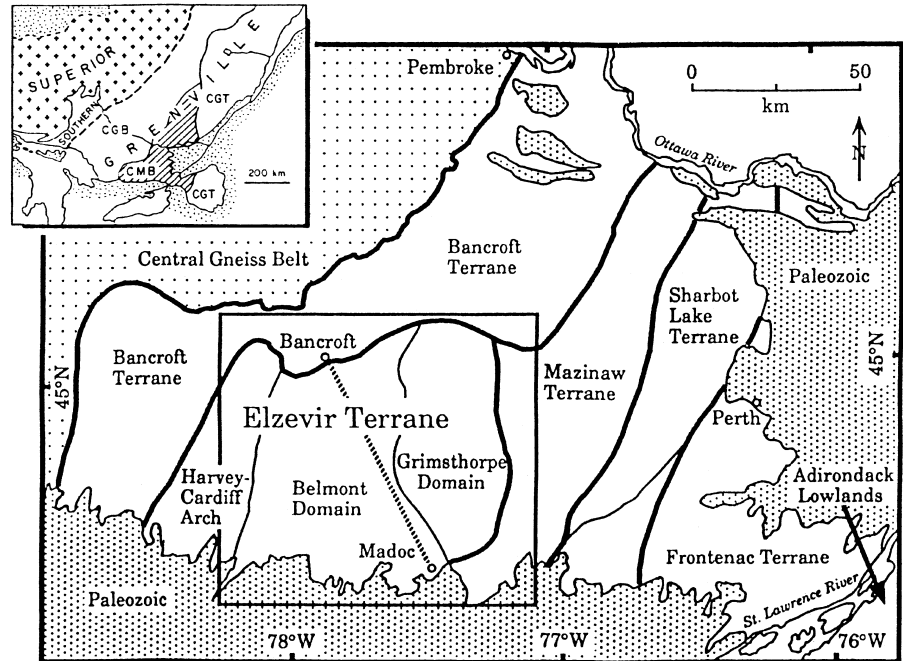 SUPERIOR
SOUTHERN
GRENVILLE
CGT
CGB
CMB
CGT
200 km
Pembroke
0 50
km
N
Ottawa River
Central Gneiss Belt
Bancroft
Terrane
Paleozoic
Sharbot
Lake
Terrane
Bancroft
Bancroft
Terrane
45°N
45°N
Mazinaw
Terrane
Elzevir Terrane
Perth
Harvey-
Cardiff
Arch
Belmont
Domain
Grimsthorpe
Domain
Adirondack
Lowlands
Madoc
Frontenac Terrane
Paleozoic
St. Lawrence River
78°W
77°W
76°W